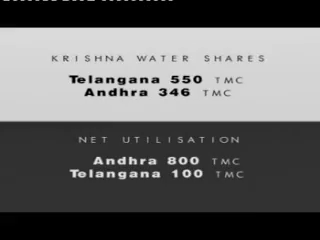 KRISHNA WATER SHARES
Telangana 550 TMC
Andhra 346 TMC
NET UTILISATION
Andhra 800 TMC
Telangana 100 TMC